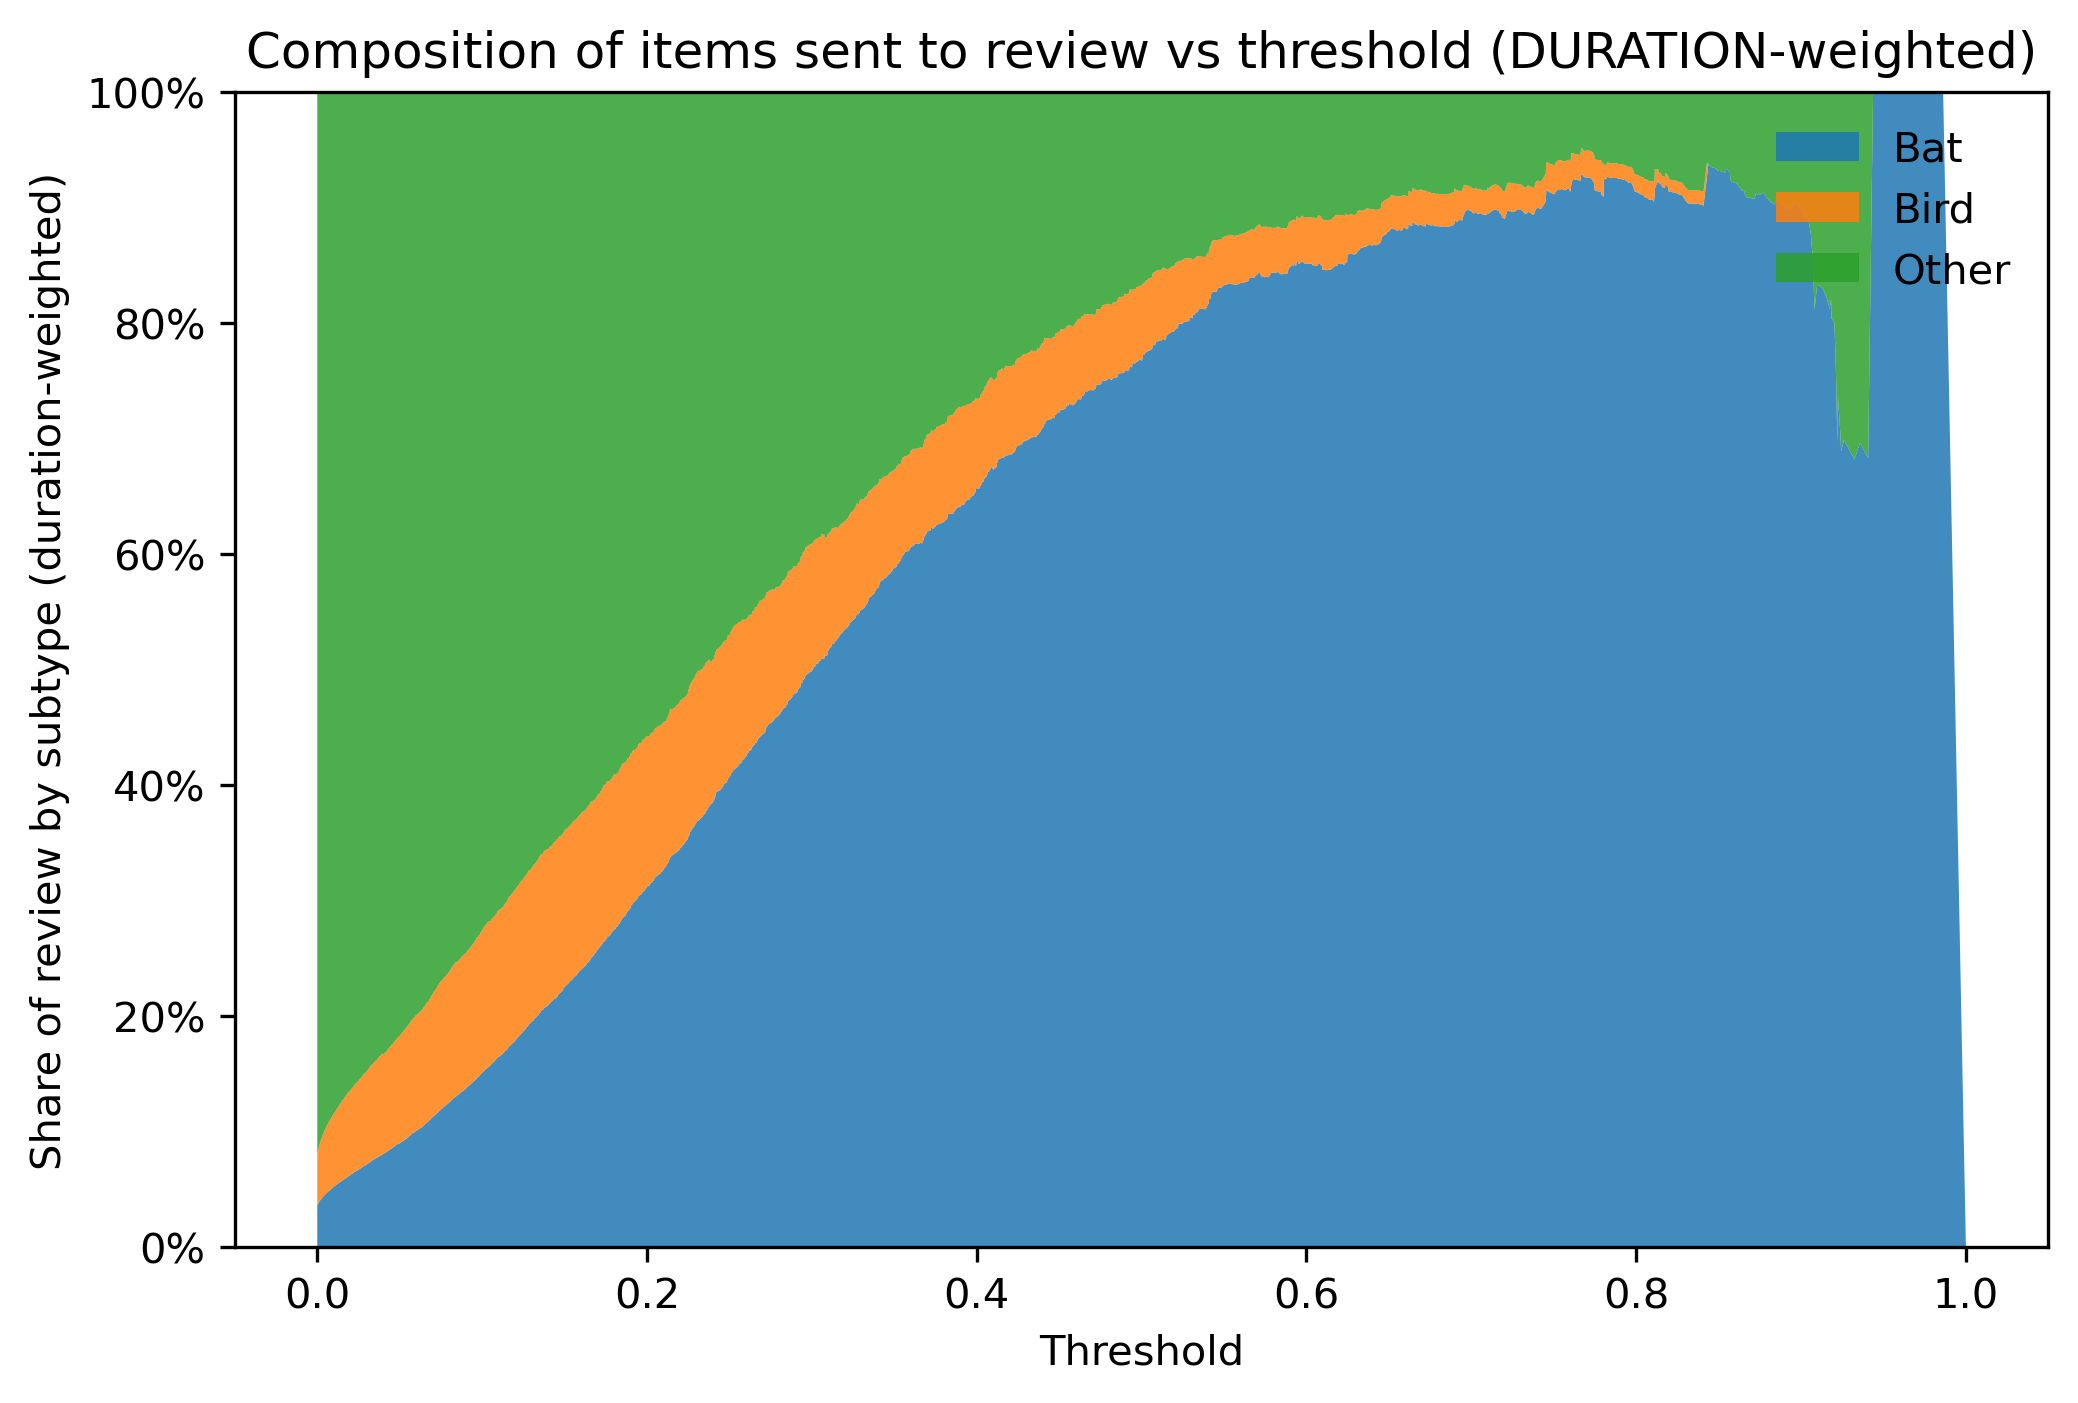 Composition of items sent to review vs threshold (DURATION-weighted)
Share of review by subtype (duration-weighted)
100%
80%
60%
40%
20%
0%
Bat
Bird
Other
0.0 0.2 0.4 0.6 0.8 1.0
Threshold